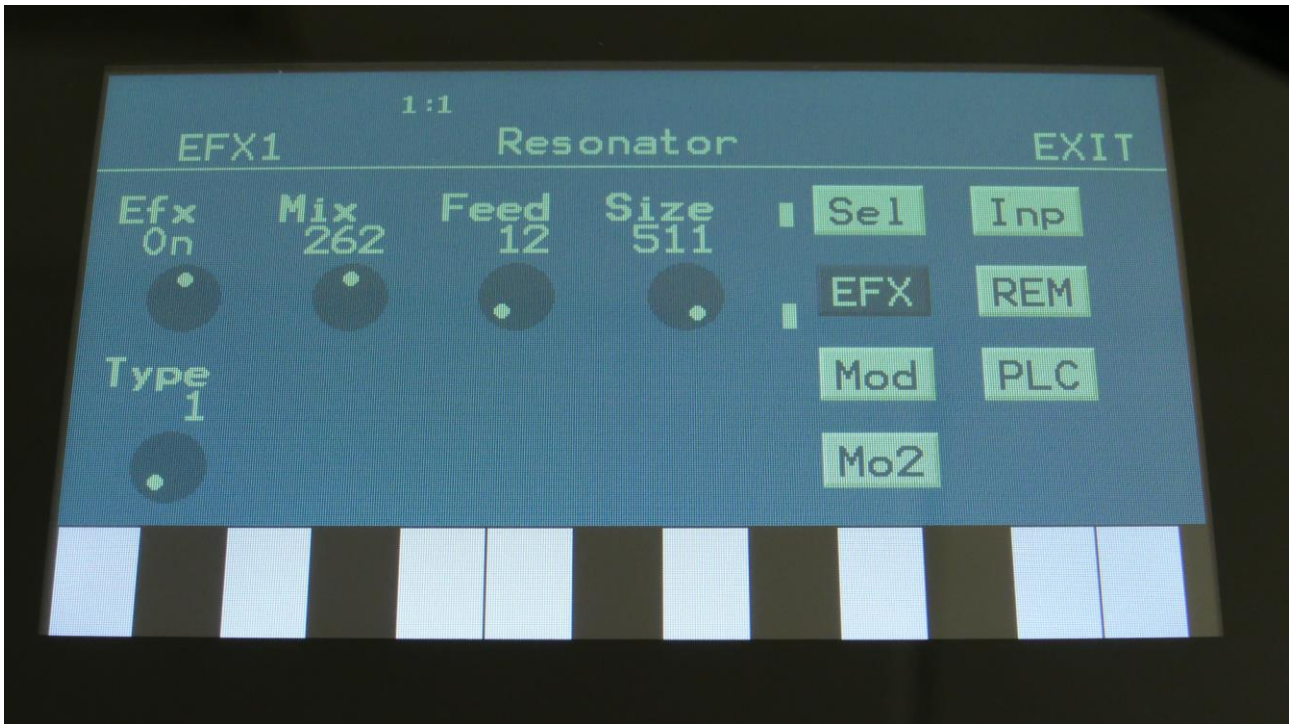 1:1
EFX1 Resonator EXIT
Efx Mix Feed Size Sel Inp
On 262 12 511
EFX REM
Type Mod PLC
1
Mo2